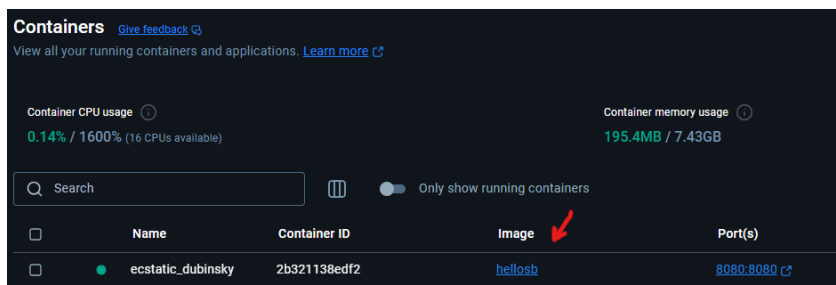 Containers Give feedback
View all your running containers and applications. Learn more
Container CPU usage Container memory usage
0.14% / 1600% (16 CPUs available) 195.4MB / 7.43GB
Search Only show running containers
Name Container ID Image Port(s)
ecstatic_dubinsky 2b321138edf2 hellosb 8080:8080